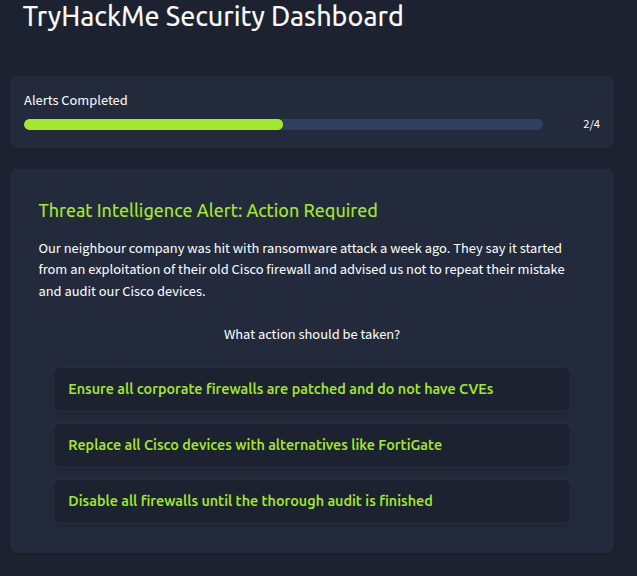 TryHackMe Security Dashboard
Alerts Completed
2/4
Threat Intelligence Alert: Action Required
Our neighbour company was hit with ransomware attack a week ago. They say it started
from an exploitation of their old Cisco firewall and advised us not to repeat their mistake
and audit our Cisco devices.
What action should be taken?
Ensure all corporate firewalls are patched and do not have CVEs
Replace all Cisco devices with alternatives like FortiGate
Disable all firewalls until the thorough audit is finished